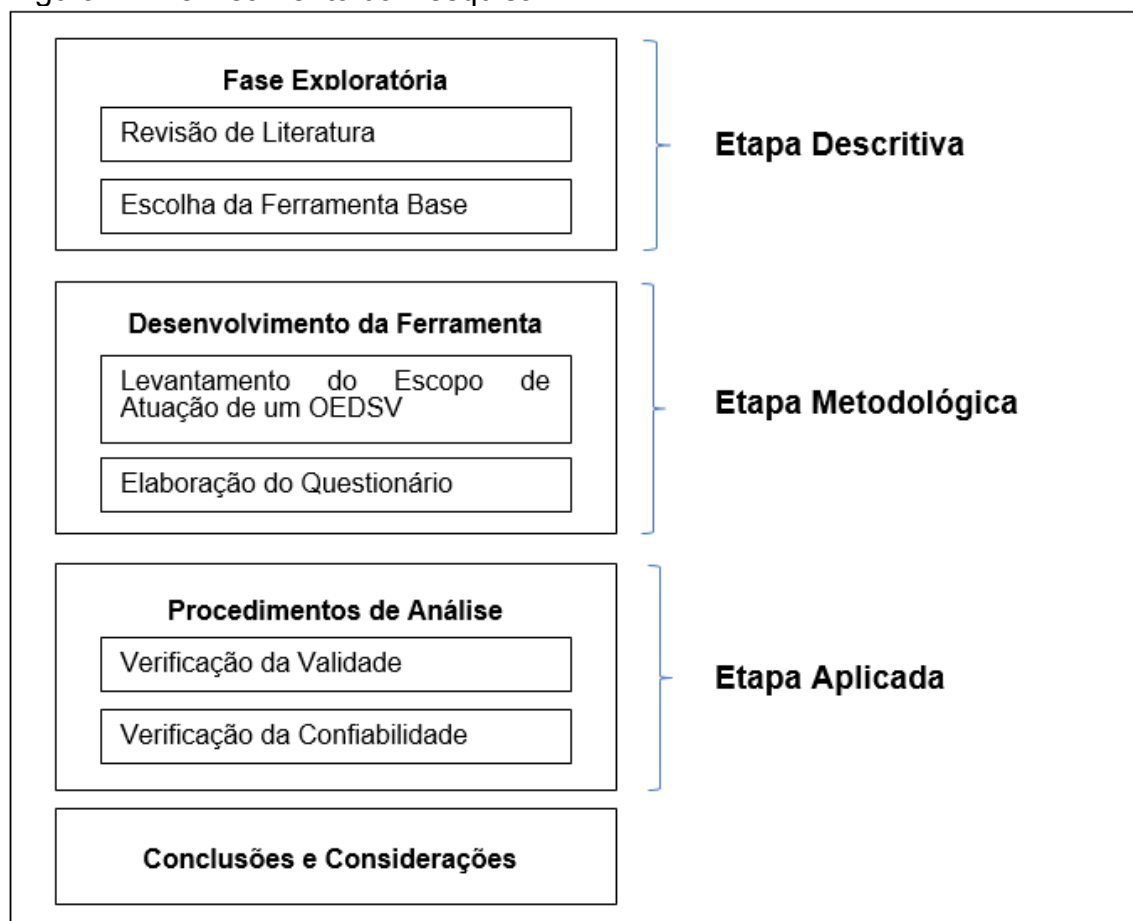 Fase Exploratória
Revisão de Literatura
Etapa Descritiva
Escolha da Ferramenta Base
Desenvolvimento da Ferramenta
Levantamento do Escopo de
Atuação de um OEDSV
Etapa Metodológica
Elaboração do Questionário
Procedimentos de Análise
Verificação da Validade
Etapa Aplicada
Verificação da Confiabilidade
Conclusões e Considerações